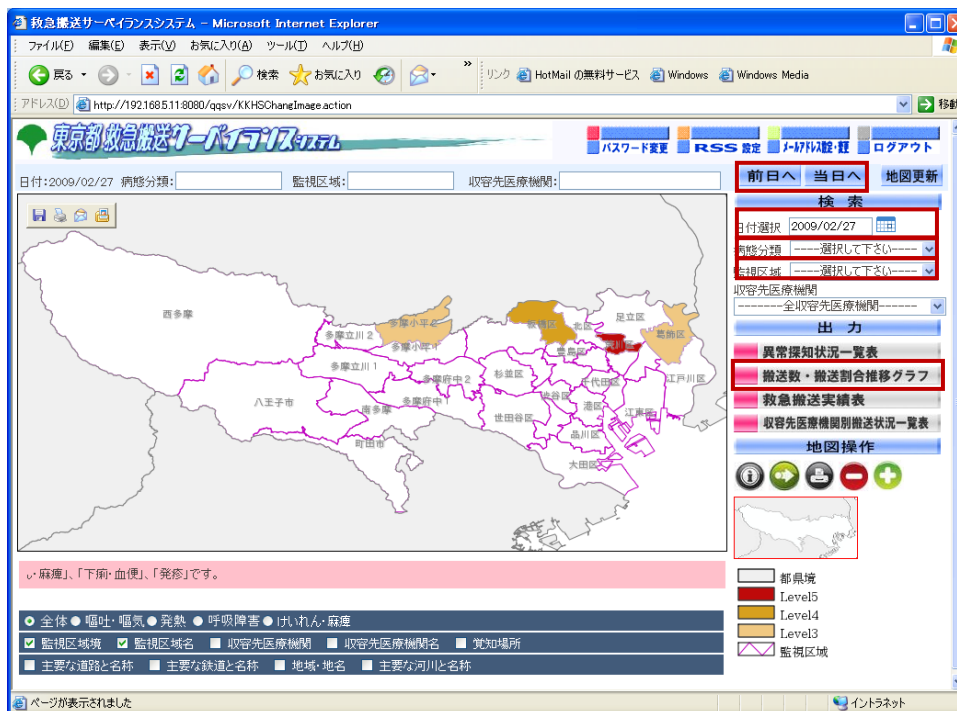 救急搬送サーベイランスシステム - Microsoft Internet Explorer
ファイル(F) 編集(E) 表示(V) お気に入り(A) ツール(T) ヘルプ(H)
戻る 検索 お気に入り » リンク HotMail の無料サービス Windows Windows Media
アドレス(D) http://192.168.5.11:8080/qqsv/KKHSChangImage.action 移動
東京都救急搬送サーベイランスシステム
パスワード変更 RSS 設定 メールアドレス設定・変更 ログアウト
日付:2009/02/27 病態分類: 監視区域: 収容先医療機関:
前日へ 当日へ 地図更新
検 索
日付選択 2009/02/27
病態分類 ----選択して下さい----
監視区域 ----選択して下さい----
収容先医療機関
-------全収容先医療機関------
出 力
異常探知状況一覧表
搬送数・搬送割合推移グラフ
救急搬送実績表
収容先医療機関別搬送状況一覧表
地図操作
西多摩
多摩小平2
多摩立川2
多摩小平1
多摩立川1
多摩府中2
八王子市
南多摩
多摩府中1
町田市
板橋区
北区
足立区
荒川区
葛飾区
豊島区
杉並区
千代田区
江戸川区
渋谷区
港区
世田谷区
江東区
品川区
大田区
い・麻痺」、「下痢・血便」、「発疹」です。
全体 嘔吐・嘔気 発熱 呼吸障害 けいれん・麻痺
監視区域境 監視区域名 収容先医療機関 収容先医療機関名 覚知場所
主要な道路と名称 主要な鉄道と名称 地域・地名 主要な河川と名称
都県境
Level5
Level4
Level3
監視区域
ページが表示されました イントラネット